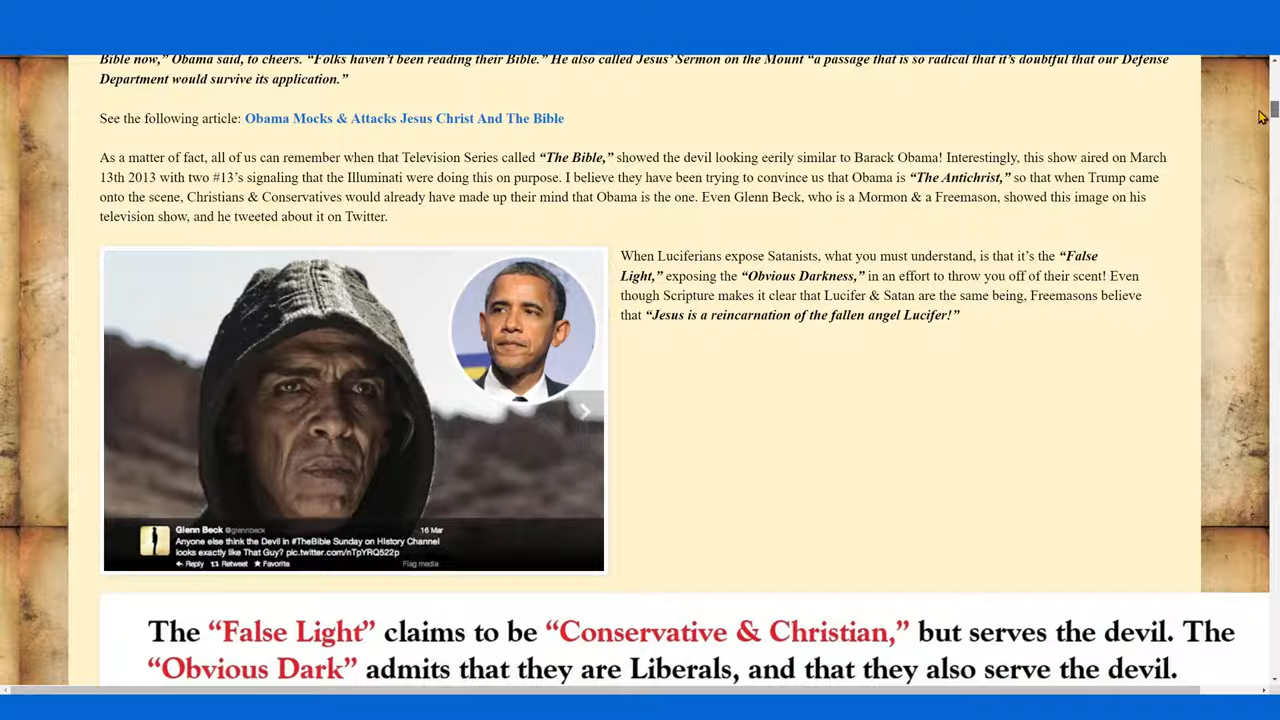 Bible now,” Obama said, to cheers. “Folks haven’t been reading their Bible.” He also called Jesus’ Sermon on the Mount “a passage that is so radical that it’s doubtful that our Defense
Department would survive its application.”
See the following article: Obama Mocks & Attacks Jesus Christ And The Bible
As a matter of fact, all of us can remember when that Television Series called “The Bible,” showed the devil looking eerily similar to Barack Obama! Interestingly, this show aired on March
13th 2013 with two #13’s signaling that the Illuminati were doing this on purpose. I believe they have been trying to convince us that Obama is “The Antichrist,” so that when Trump came
onto the scene, Christians & Conservatives would already have made up their mind that Obama is the one. Even Glenn Beck, who is a Mormon & a Freemason, showed this image on his
television show, and he tweeted about it on Twitter.
When Luciferians expose Satanists, what you must understand, is that it’s the “False
Light,” exposing the “Obvious Darkness,” in an effort to throw you off of their scent! Even
though Scripture makes it clear that Lucifer & Satan are the same being, Freemasons believe
that “Jesus is a reincarnation of the fallen angel Lucifer!”
Glenn Beck @glennbeck 16 Mar
Anyone else think the Devil in #TheBible Sunday on History Channel
looks exactly like That Guy? pic.twitter.com/nTpYRQ522p
Reply Retweet Favorite Flag media
The “False Light” claims to be “Conservative & Christian,” but serves the devil. The
“Obvious Dark” admits that they are Liberals, and that they also serve the devil.